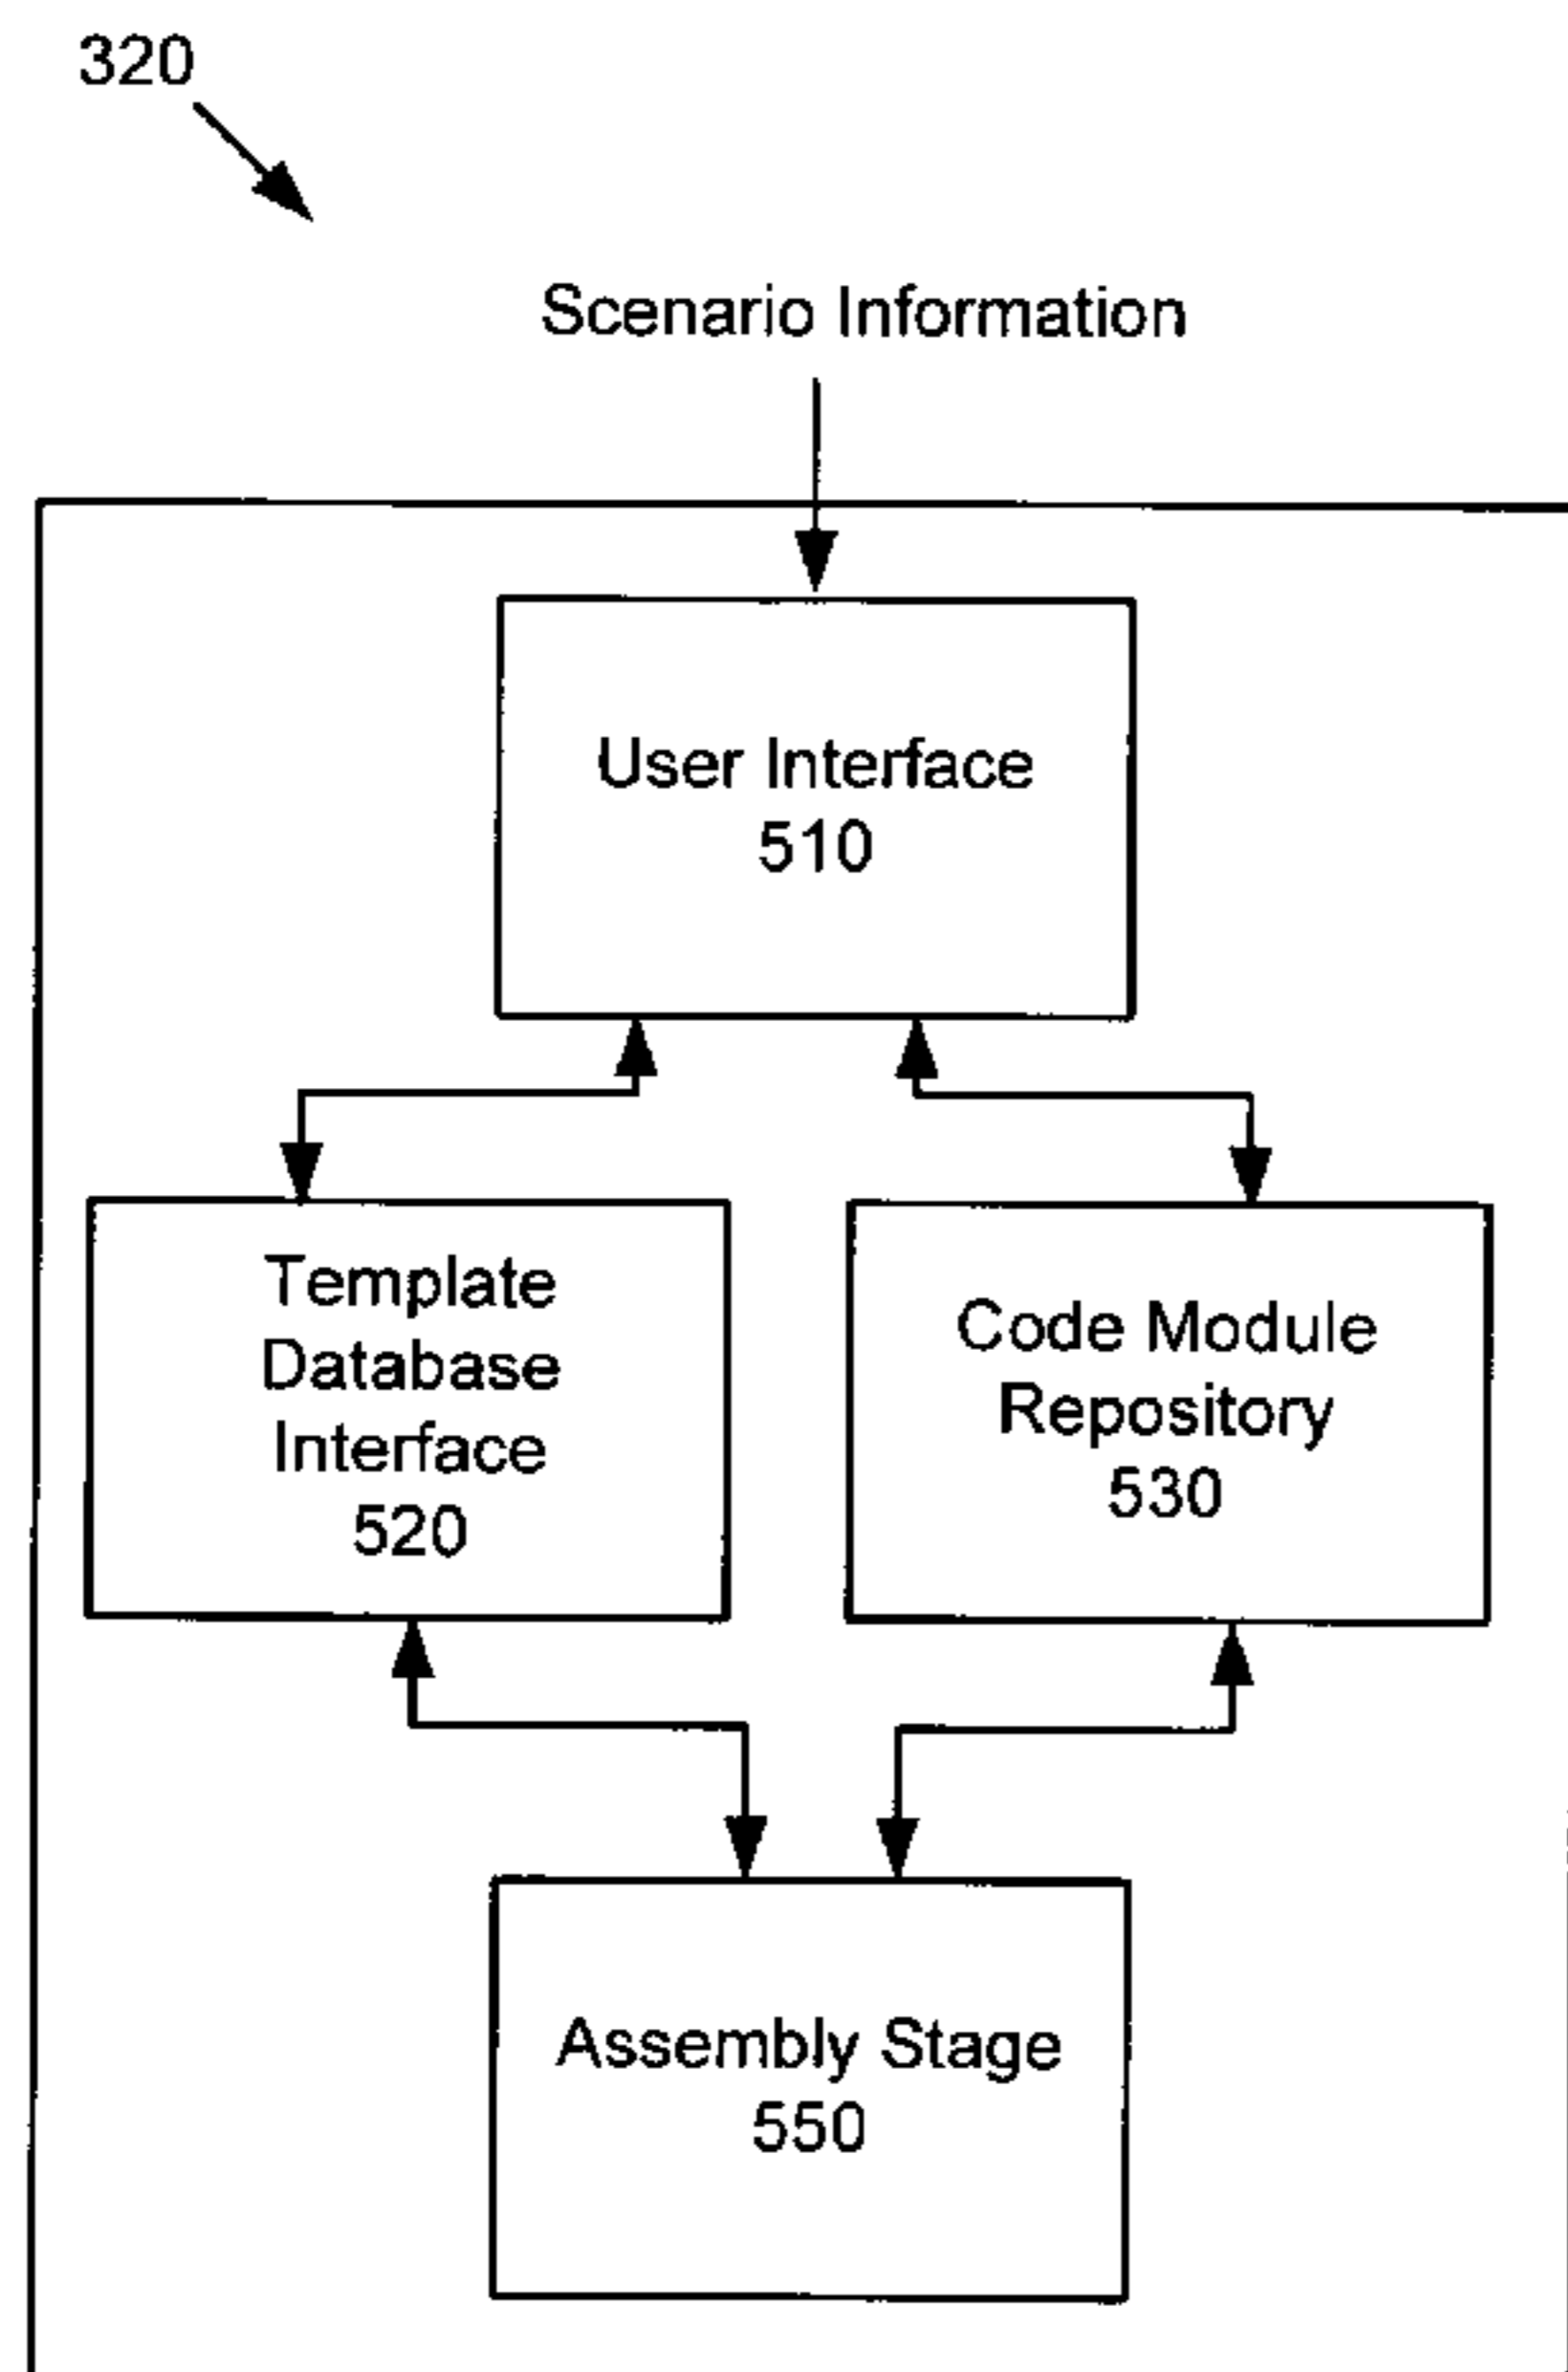 320
Scenario Information
User Interface
510
Template
Database
Interface
520
Code Module
Repository
530
Assembly Stage
550